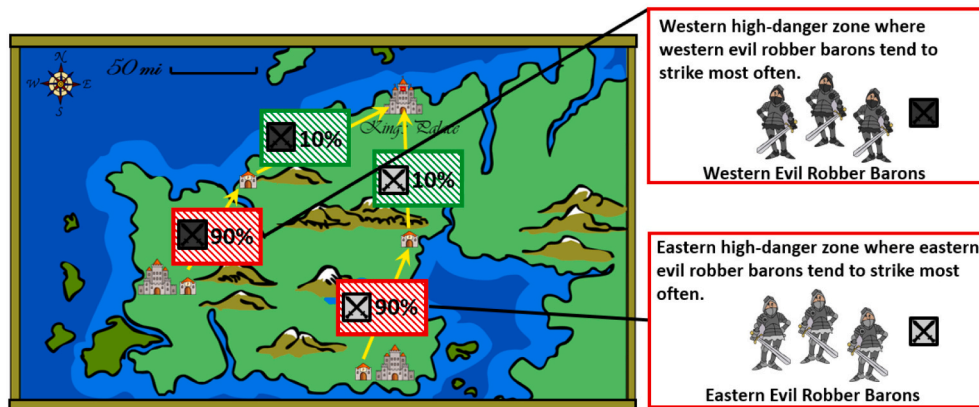 Western high-danger zone where
western evil robber barons tend to
strike most often.
Western Evil Robber Barons
N
W E
S
50 mi
King's Palace
10%
10%
90%
90%
Eastern high-danger zone where eastern
evil robber barons tend to strike most
often.
Eastern Evil Robber Barons